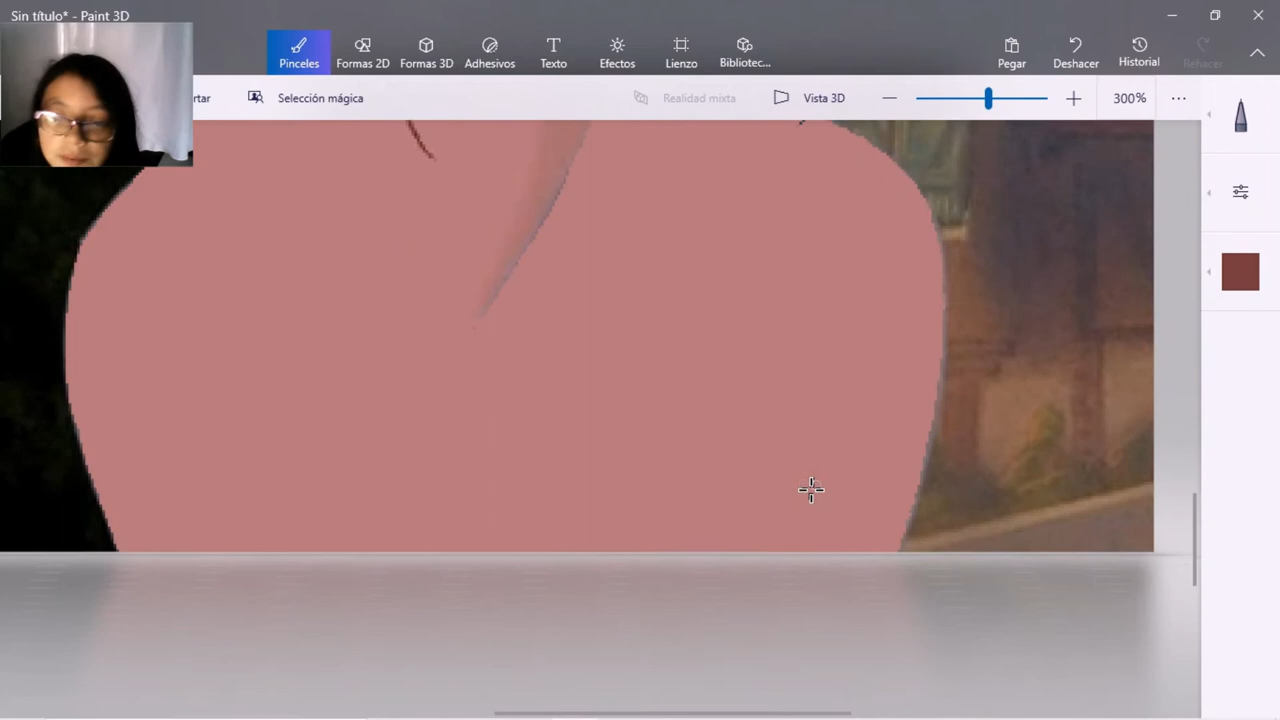 Sin título* - Paint 3D
Pinceles
Formas 2D
Formas 3D
Adhesivos
Texto
Efectos
Lienzo
Bibliotec...
Pegar
Deshacer
Historial
Rehacer
rtar
Selección mágica
Realidad mixta
Vista 3D
300%